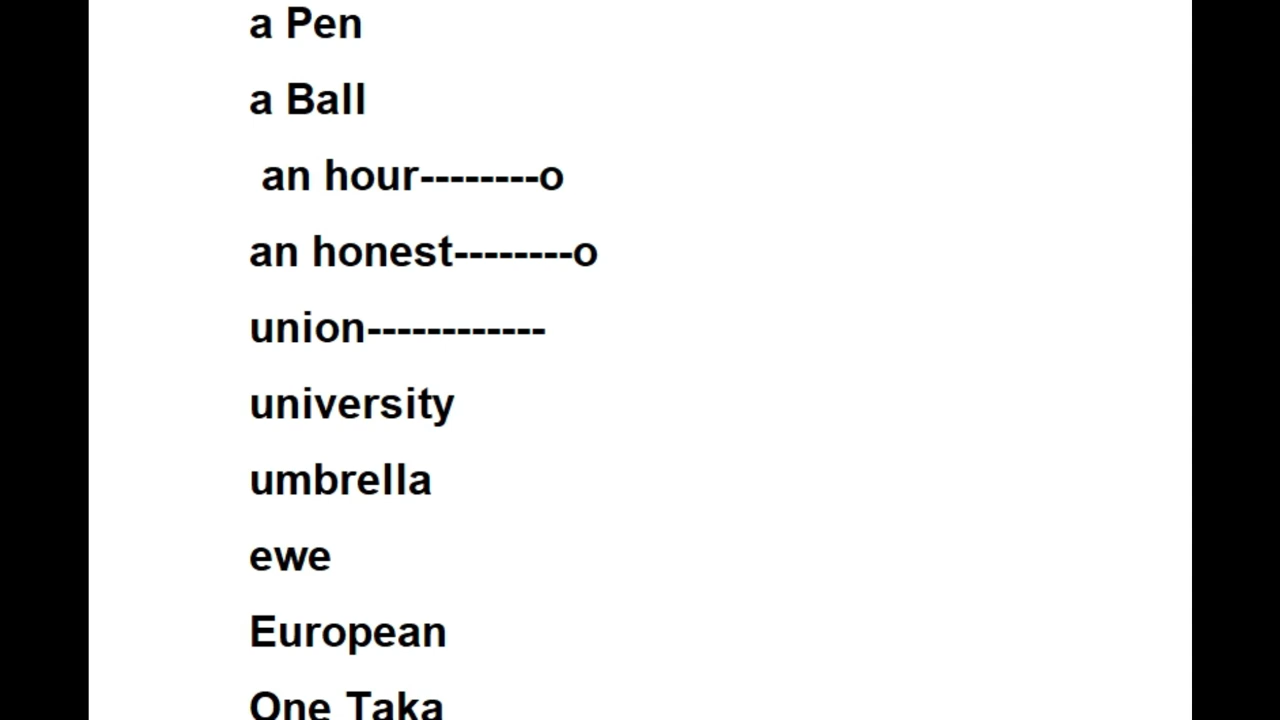 a Pen
a Ball
an hour--------o
an honest--------o
union------------
university
umbrella
ewe
European
One Taka